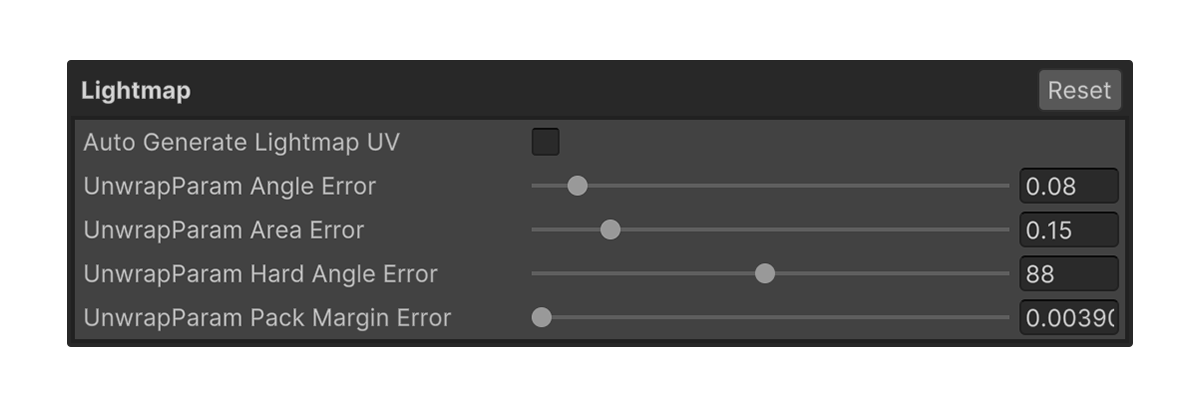 Lightmap Reset
Auto Generate Lightmap UV
UnwrapParam Angle Error 0.08
UnwrapParam Area Error 0.15
UnwrapParam Hard Angle Error 88
UnwrapParam Pack Margin Error 0.0039